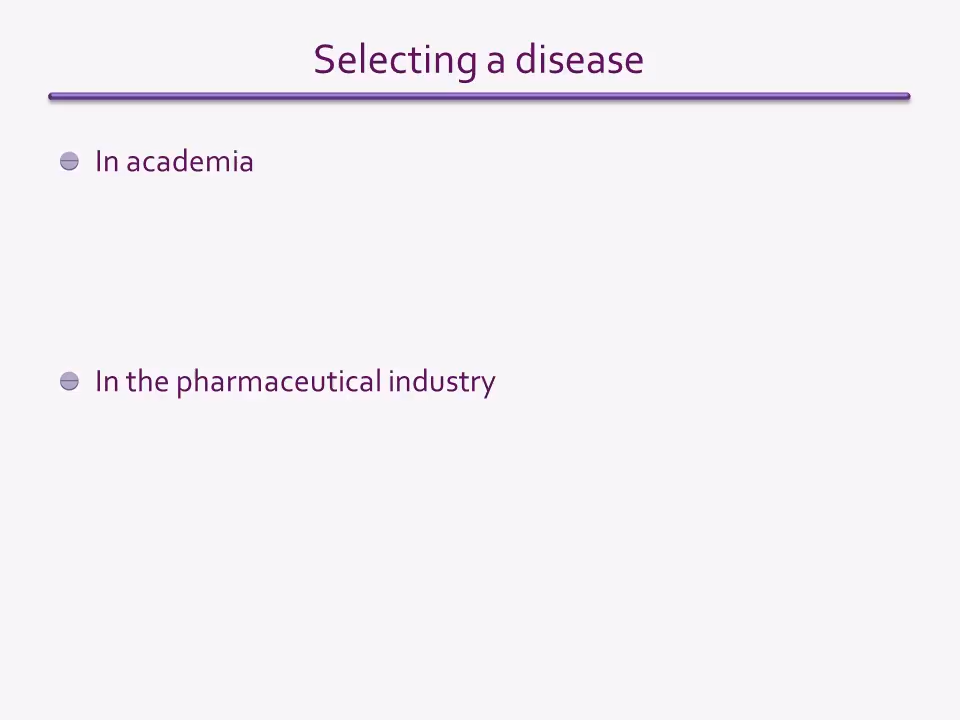 Selecting a disease
In academia
In the pharmaceutical industry